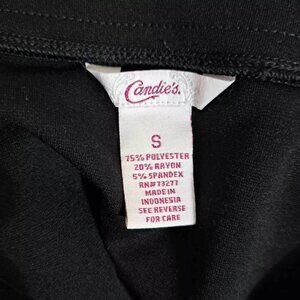 Candie's.
S
75% POLYESTER
20% RAYON
5% SPANDEX
RN#73277
MADE IN
INDONESIA
SEE REVERSE
FOR CARE